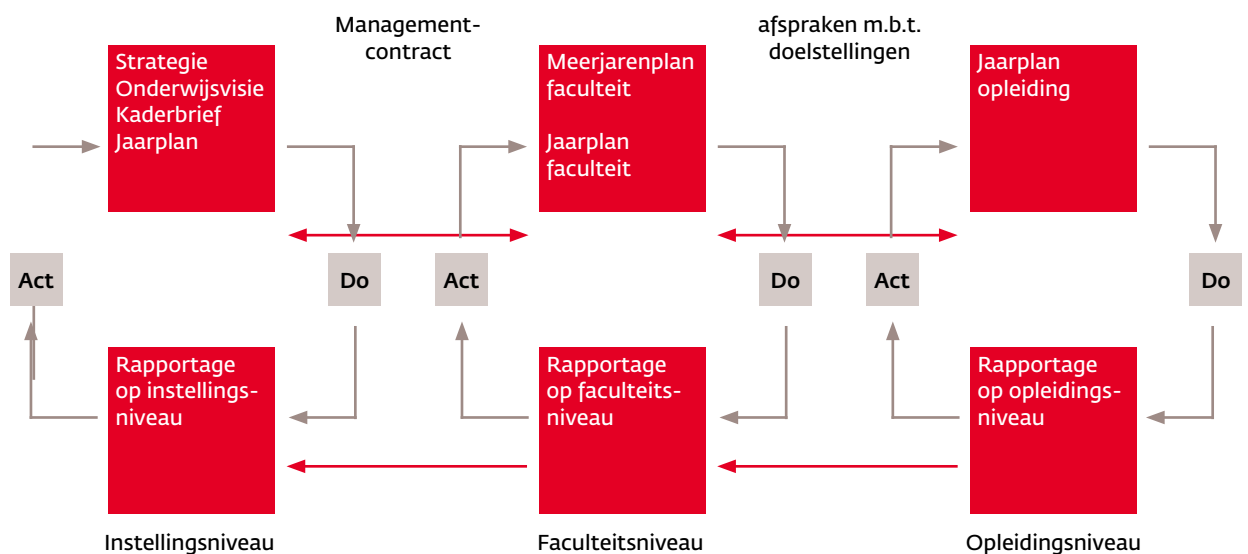 Management-
contract
afspraken m.b.t.
doelstellingen
Strategie
Onderwijsvisie
Kaderbrief
Jaarplan
Meerjarenplan
faculteit
Jaarplan
faculteit
Jaarplan
opleiding
Act
Do
Act
Do
Act
Do
Rapportage
op instellings-
niveau
Rapportage
op faculteits-
niveau
Rapportage
op opleidings-
niveau
Instellingsniveau
Faculteitsniveau
Opleidingsniveau